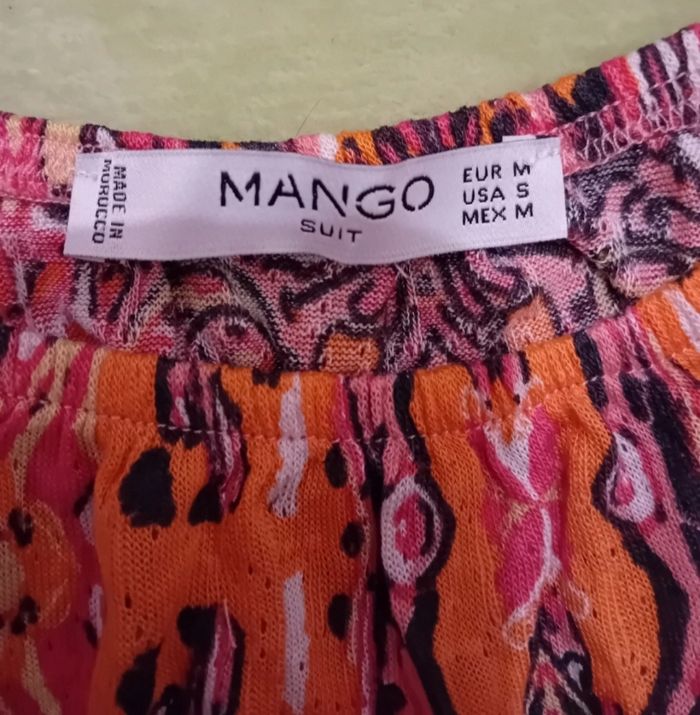 MADE IN
MOROCCO
MANGO
SUIT
EUR M
USA S
MEX M